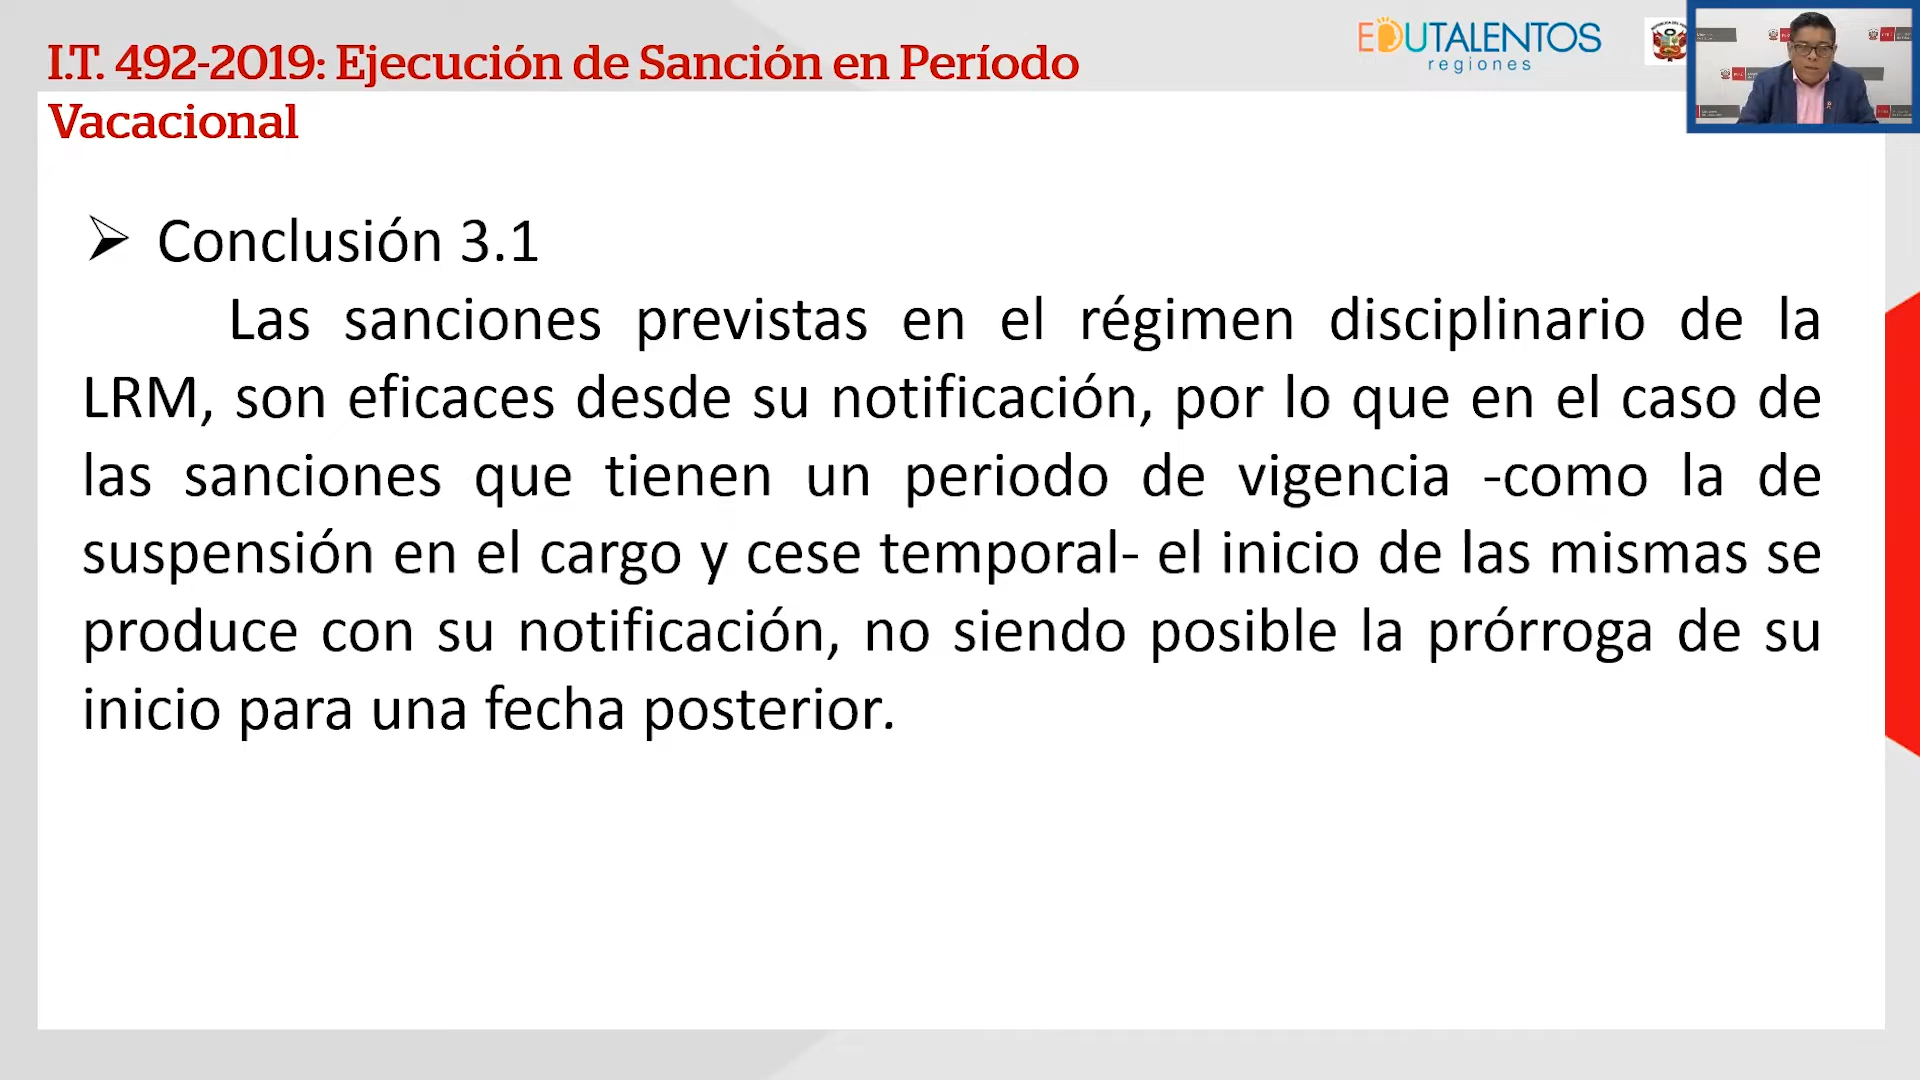 I.T. 492-2019: Ejecución de Sanción en Período
Vacacional
EDUTALENTOS
regiones
➢ Conclusión 3.1
Las sanciones previstas en el régimen disciplinario de la
LRM, son eficaces desde su notificación, por lo que en el caso de
las sanciones que tienen un periodo de vigencia -como la de
suspensión en el cargo y cese temporal- el inicio de las mismas se
produce con su notificación, no siendo posible la prórroga de su
inicio para una fecha posterior.